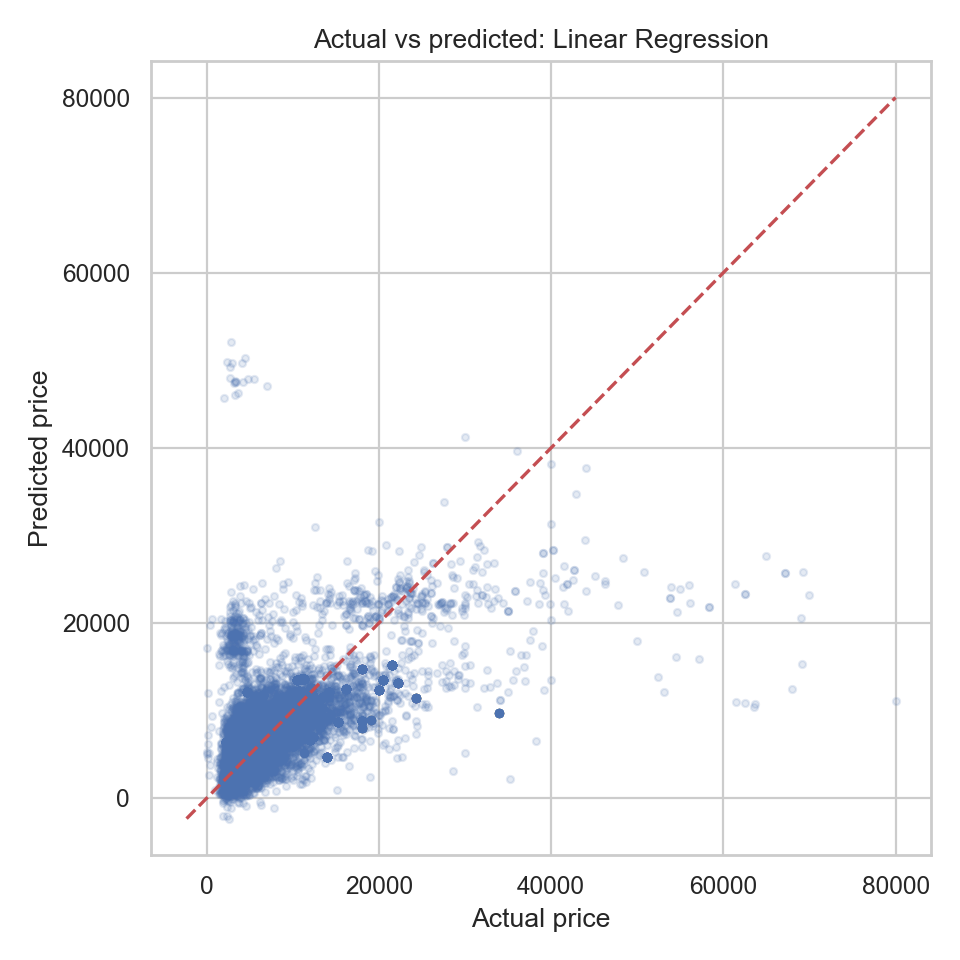 Actual vs predicted: Linear Regression
80000
60000
40000
20000
0
Predicted price
0 20000 40000 60000 80000
Actual price